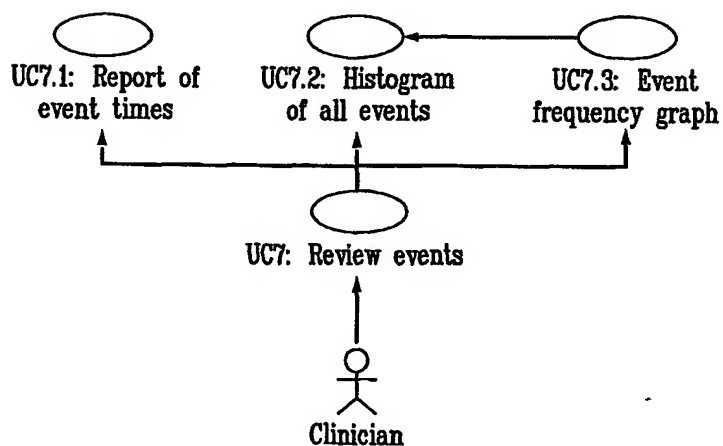 UC7.1: Report of
event times
UC7.2: Histogram
of all events
UC7.3: Event
frequency graph
UC7: Review events
Clinician